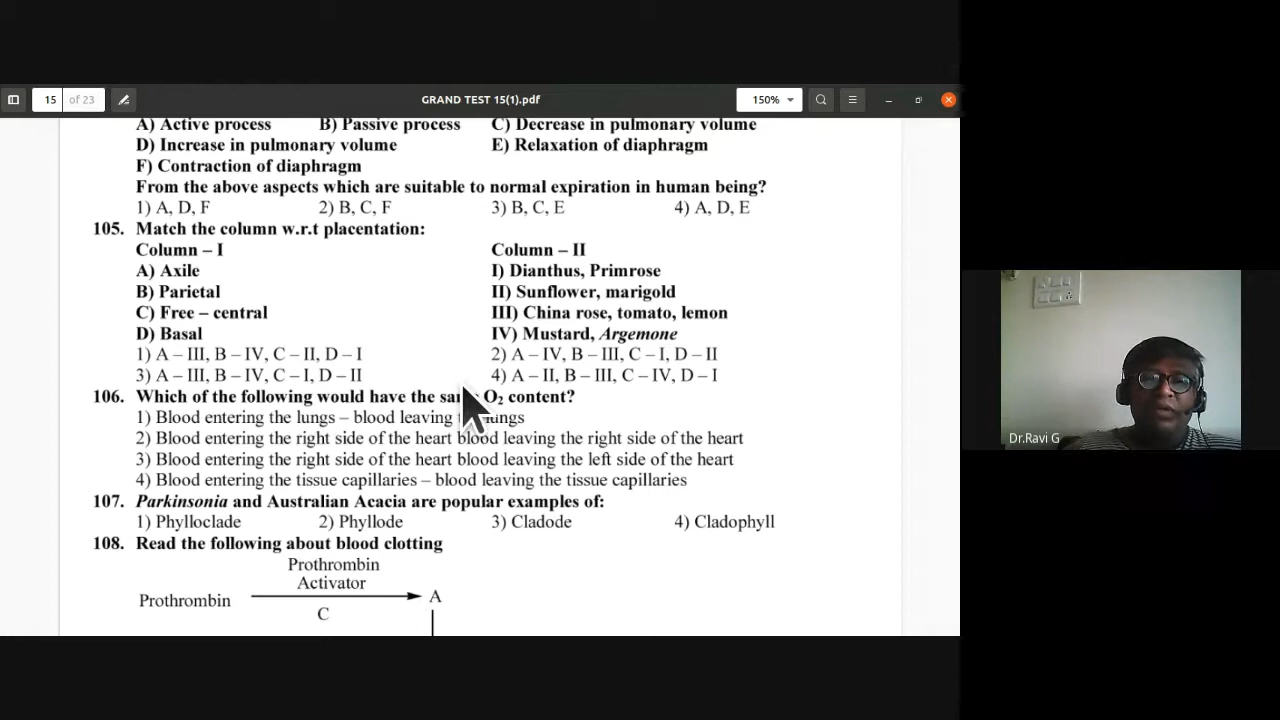 15 of 23
GRAND TEST 15(1).pdf
150%
A) Active process B) Passive process C) Decrease in pulmonary volume
D) Increase in pulmonary volume E) Relaxation of diaphragm
F) Contraction of diaphragm
From the above aspects which are suitable to normal expiration in human being?
1) A, D, F 2) B, C, F 3) B, C, E 4) A, D, E
105. Match the column w.r.t placentation:
Column – I Column – II
A) Axile I) Dianthus, Primrose
B) Parietal II) Sunflower, marigold
C) Free – central III) China rose, tomato, lemon
D) Basal IV) Mustard, Argemone
1) A – III, B – IV, C – II, D – I 2) A – IV, B – III, C – I, D – II
3) A – III, B – IV, C – I, D – II 4) A – II, B – III, C – IV, D – I
106. Which of the following would have the O₂ content?
1) Blood entering the lungs – blood leaving lungs
2) Blood entering the right side of the heart blood leaving the right side of the heart
3) Blood entering the right side of the heart blood leaving the left side of the heart
4) Blood entering the tissue capillaries – blood leaving the tissue capillaries
107. Parkinsonia and Australian Acacia are popular examples of:
1) Phylloclade 2) Phyllode 3) Cladode 4) Cladophyll
108. Read the following about blood clotting
Prothrombin
Activator
Prothrombin A
C
Dr.Ravi G